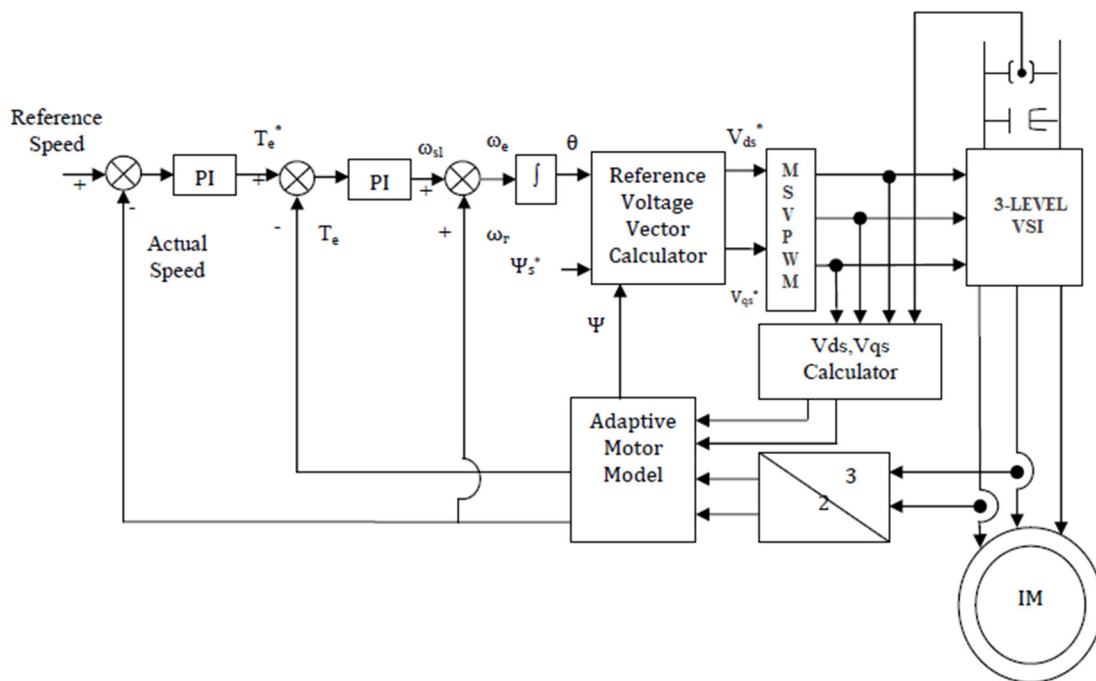 Reference
Speed
+
-
PI
Te*
+
-
Te
PI
ωsl
+
+
ωe
ωr
∫
θ
Ψs*
Reference
Voltage
Vector
Calculator
Ψ
Vds*
Vqs*
M
S
V
P
W
M
3-LEVEL
VSI
Actual
Speed
Vds,Vqs
Calculator
Adaptive
Motor
Model
3
2
IM